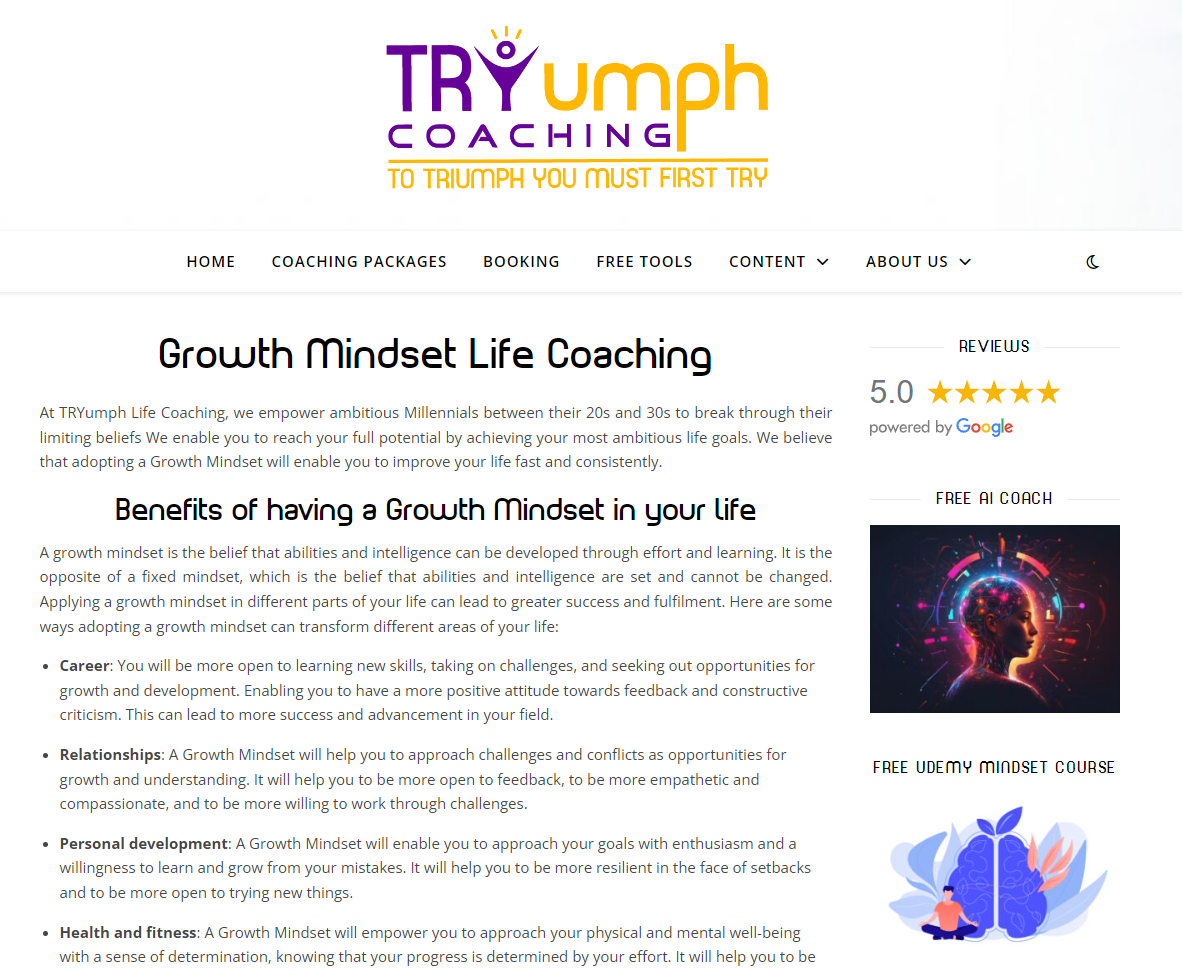 TRYumph
COACHING
TO TRIUMPH YOU MUST FIRST TRY
HOME COACHING PACKAGES BOOKING FREE TOOLS CONTENT ABOUT US
Growth Mindset Life Coaching
At TRYumph Life Coaching, we empower ambitious Millennials between their 20s and 30s to break through their
limiting beliefs We enable you to reach your full potential by achieving your most ambitious life goals. We believe
that adopting a Growth Mindset will enable you to improve your life fast and consistently.
Benefits of having a Growth Mindset in your life
A growth mindset is the belief that abilities and intelligence can be developed through effort and learning. It is the
opposite of a fixed mindset, which is the belief that abilities and intelligence are set and cannot be changed.
Applying a growth mindset in different parts of your life can lead to greater success and fulfilment. Here are some
ways adopting a growth mindset can transform different areas of your life:
• Career: You will be more open to learning new skills, taking on challenges, and seeking out opportunities for
growth and development. Enabling you to have a more positive attitude towards feedback and constructive
criticism. This can lead to more success and advancement in your field.
• Relationships: A Growth Mindset will help you to approach challenges and conflicts as opportunities for
growth and understanding. It will help you to be more open to feedback, to be more empathetic and
compassionate, and to be more willing to work through challenges.
• Personal development: A Growth Mindset will enable you to approach your goals with enthusiasm and a
willingness to learn and grow from your mistakes. It will help you to be more resilient in the face of setbacks
and to be more open to trying new things.
• Health and fitness: A Growth Mindset will empower you to approach your physical and mental well-being
with a sense of determination, knowing that your progress is determined by your effort. It will help you to be
REVIEWS
5.0 ★★★★★
powered by Google
FREE AI COACH
FREE UDEMY MINDSET COURSE